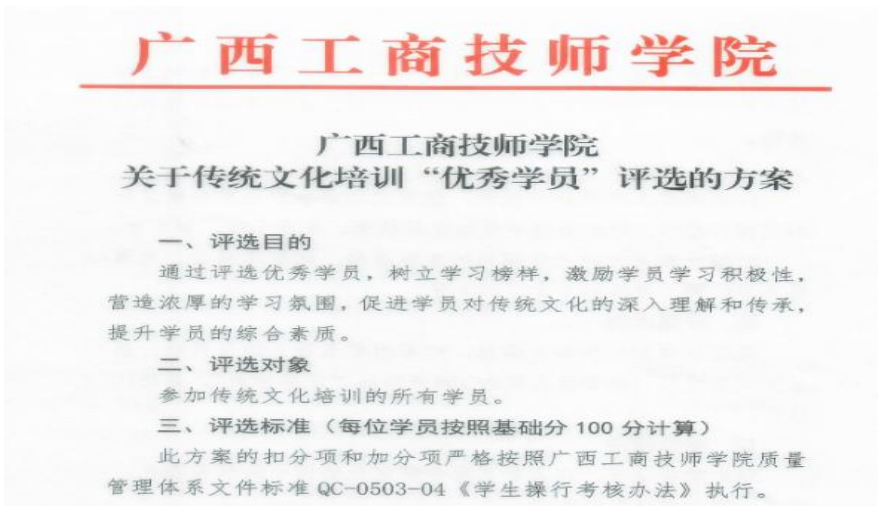 广西工商技师学院
广西工商技师学院
关于传统文化培训“优秀学员”评选的方案
一、评选目的
通过评选优秀学员，树立学习榜样，激励学员学习积极性，
营造浓厚的学习氛围，促进学员对传统文化的深入理解和传承，
提升学员的综合素质。
二、评选对象
参加传统文化培训的所有学员。
三、评选标准（每位学员按照基础分 100 分计算）
此方案的扣分项和加分项严格按照广西工商技师学院质量
管理体系文件标准 QC-0503-04《学生操行考核办法》执行。